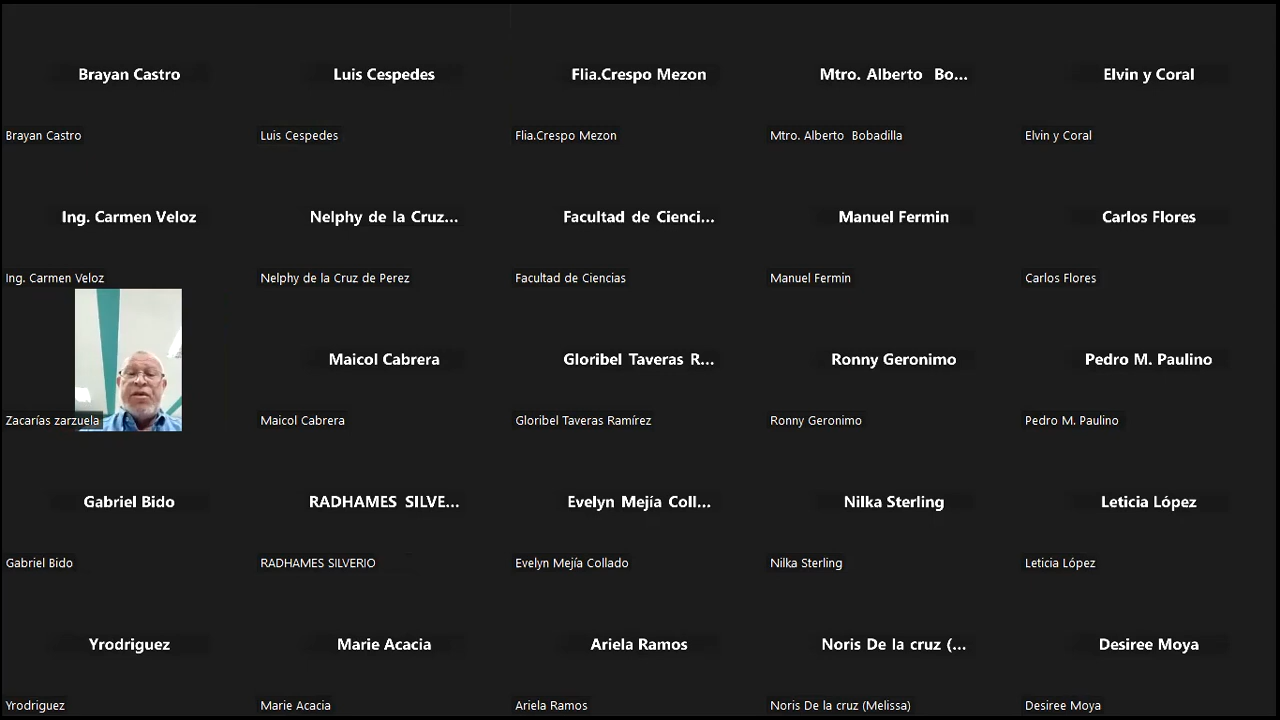 Brayan Castro
Luis Cespedes
Flia.Crespo Mezon
Mtro. Alberto Bo...
Elvin y Coral
Brayan Castro
Luis Cespedes
Flia.Crespo Mezon
Mtro. Alberto Bobadilla
Elvin y Coral
Ing. Carmen Veloz
Nelphy de la Cruz...
Facultad de Cienci...
Manuel Fermin
Carlos Flores
Ing. Carmen Veloz
Nelphy de la Cruz de Perez
Facultad de Ciencias
Manuel Fermin
Carlos Flores
Maicol Cabrera
Gloribel Taveras R...
Ronny Geronimo
Pedro M. Paulino
Zacarías zarzuela
Maicol Cabrera
Gloribel Taveras Ramírez
Ronny Geronimo
Pedro M. Paulino
Gabriel Bido
RADHAMES SILVE...
Evelyn Mejía Coll...
Nilka Sterling
Leticia López
Gabriel Bido
RADHAMES SILVERIO
Evelyn Mejía Collado
Nilka Sterling
Leticia López
Yrodriguez
Marie Acacia
Ariela Ramos
Noris De la cruz (...
Desiree Moya
Yrodriguez
Marie Acacia
Ariela Ramos
Noris De la cruz (Melissa)
Desiree Moya